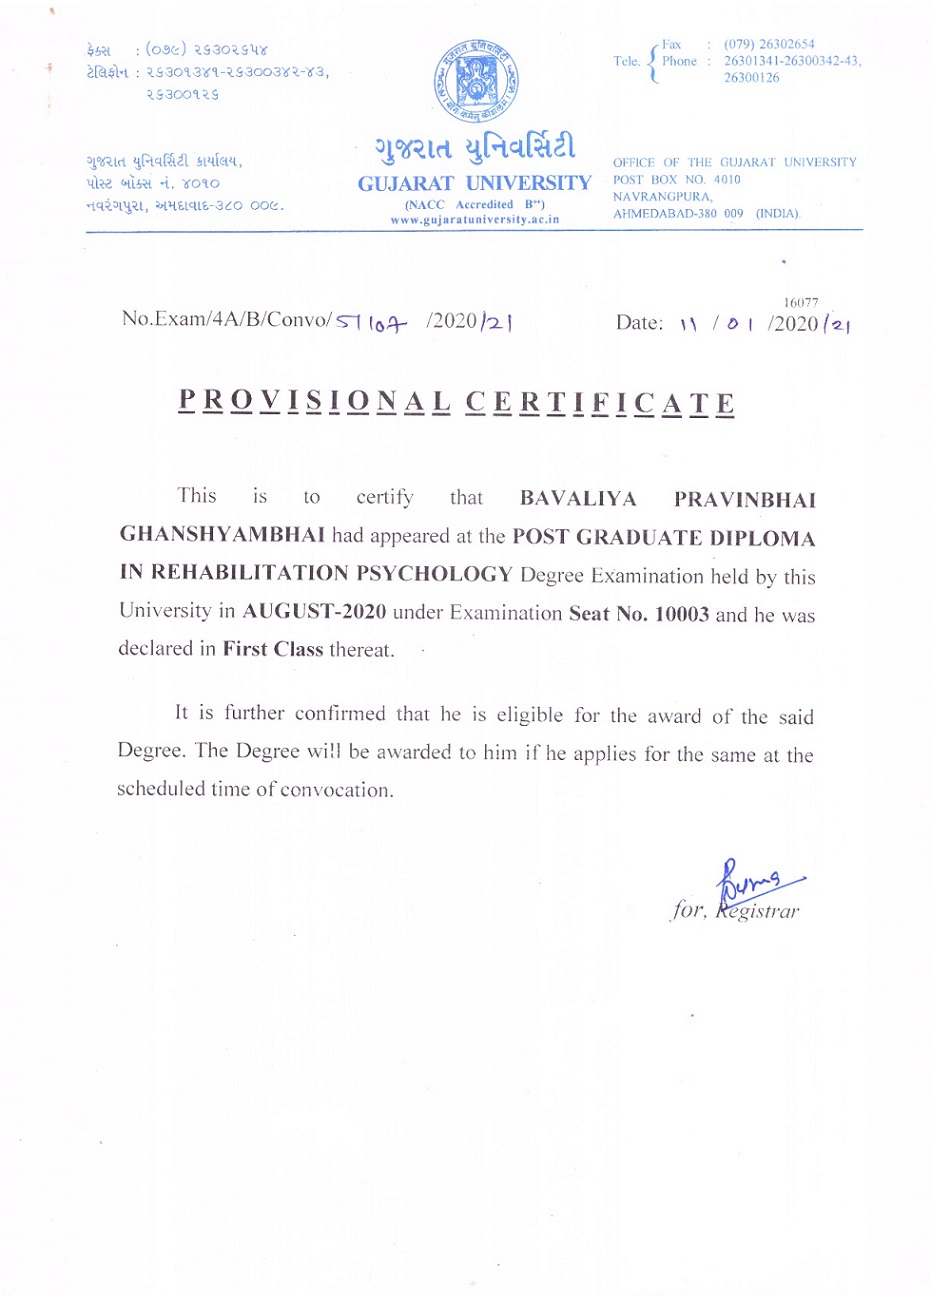 ફેક્સ : (૦૭૯) ૨૬૩૦૨૬૫૪
ટેલિફોન : ૨૬૩૦૧૩૪૧-૨૬૩૦૦૩૪૨-૪૩,
૨૬૩૦૦૧૨૬
ગુજરાત યુનિવર્સિટી કાર્યાલય,
પોસ્ટ બૉક્સ નં. ૪૦૧૦
નવરંગપુરા, અમદાવાદ-૩૮૦ ૦૦૯.
ગુજરાત યુનિવર્સિટી
GUJARAT UNIVERSITY
(NACC Accredited B++)
www.gujaratuniversity.ac.in
Fax : (079) 26302654
Tele. Phone : 26301341-26300342-43,
26300126
OFFICE OF THE GUJARAT UNIVERSITY
POST BOX NO. 4010
NAVRANGPURA,
AHMEDABAD-380 009 (INDIA).
16077
No.Exam/4A/B/Convo/5107 /2020/21 Date: 11 / 01 /2020/21
PROVISIONAL CERTIFICATE
This is to certify that BAVALIYA PRAVINBHAI
GHANSHYAMBHAI had appeared at the POST GRADUATE DIPLOMA
IN REHABILITATION PSYCHOLOGY Degree Examination held by this
University in AUGUST-2020 under Examination Seat No. 10003 and he was
declared in First Class thereat.
It is further confirmed that he is eligible for the award of the said
Degree. The Degree will be awarded to him if he applies for the same at the
scheduled time of convocation.
for, Registrar